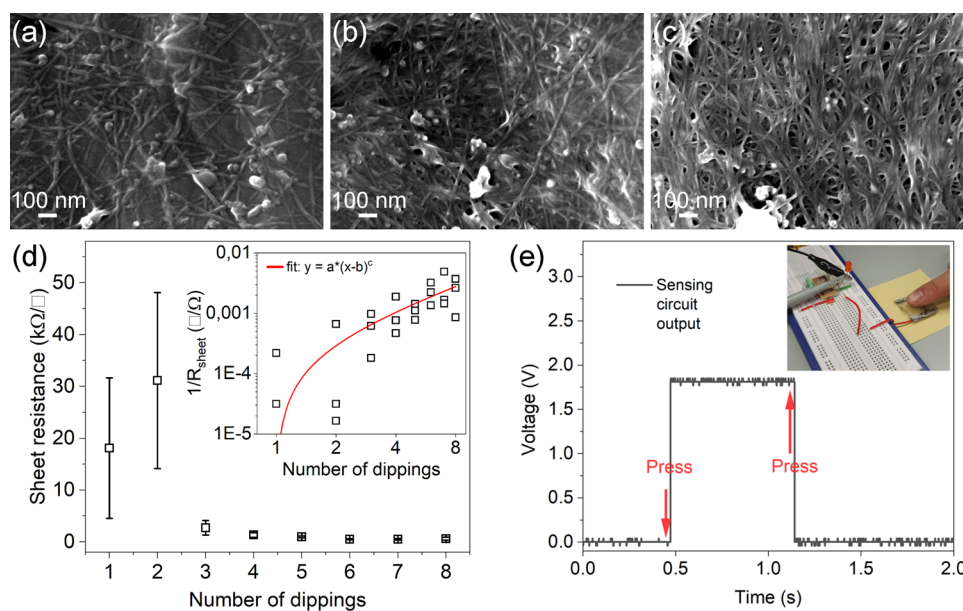 (a)
100 nm
(b)
100 nm
(c)
100 nm
(d)
Sheet resistance (kΩ/□)
50
40
30
20
10
0
1 2 3 4 5 6 7 8
Number of dippings
1/R_sheet (□/Ω)
0,01
0,001
1E-4
1E-5
fit: y = a*(x-b)^c
1 2 4 6 8
Number of dippings
(e)
Voltage (V)
3.0
2.5
2.0
1.5
1.0
0.5
0.0
Sensing
circuit
output
Press
Press
0.0 0.5 1.0 1.5 2.0
Time (s)